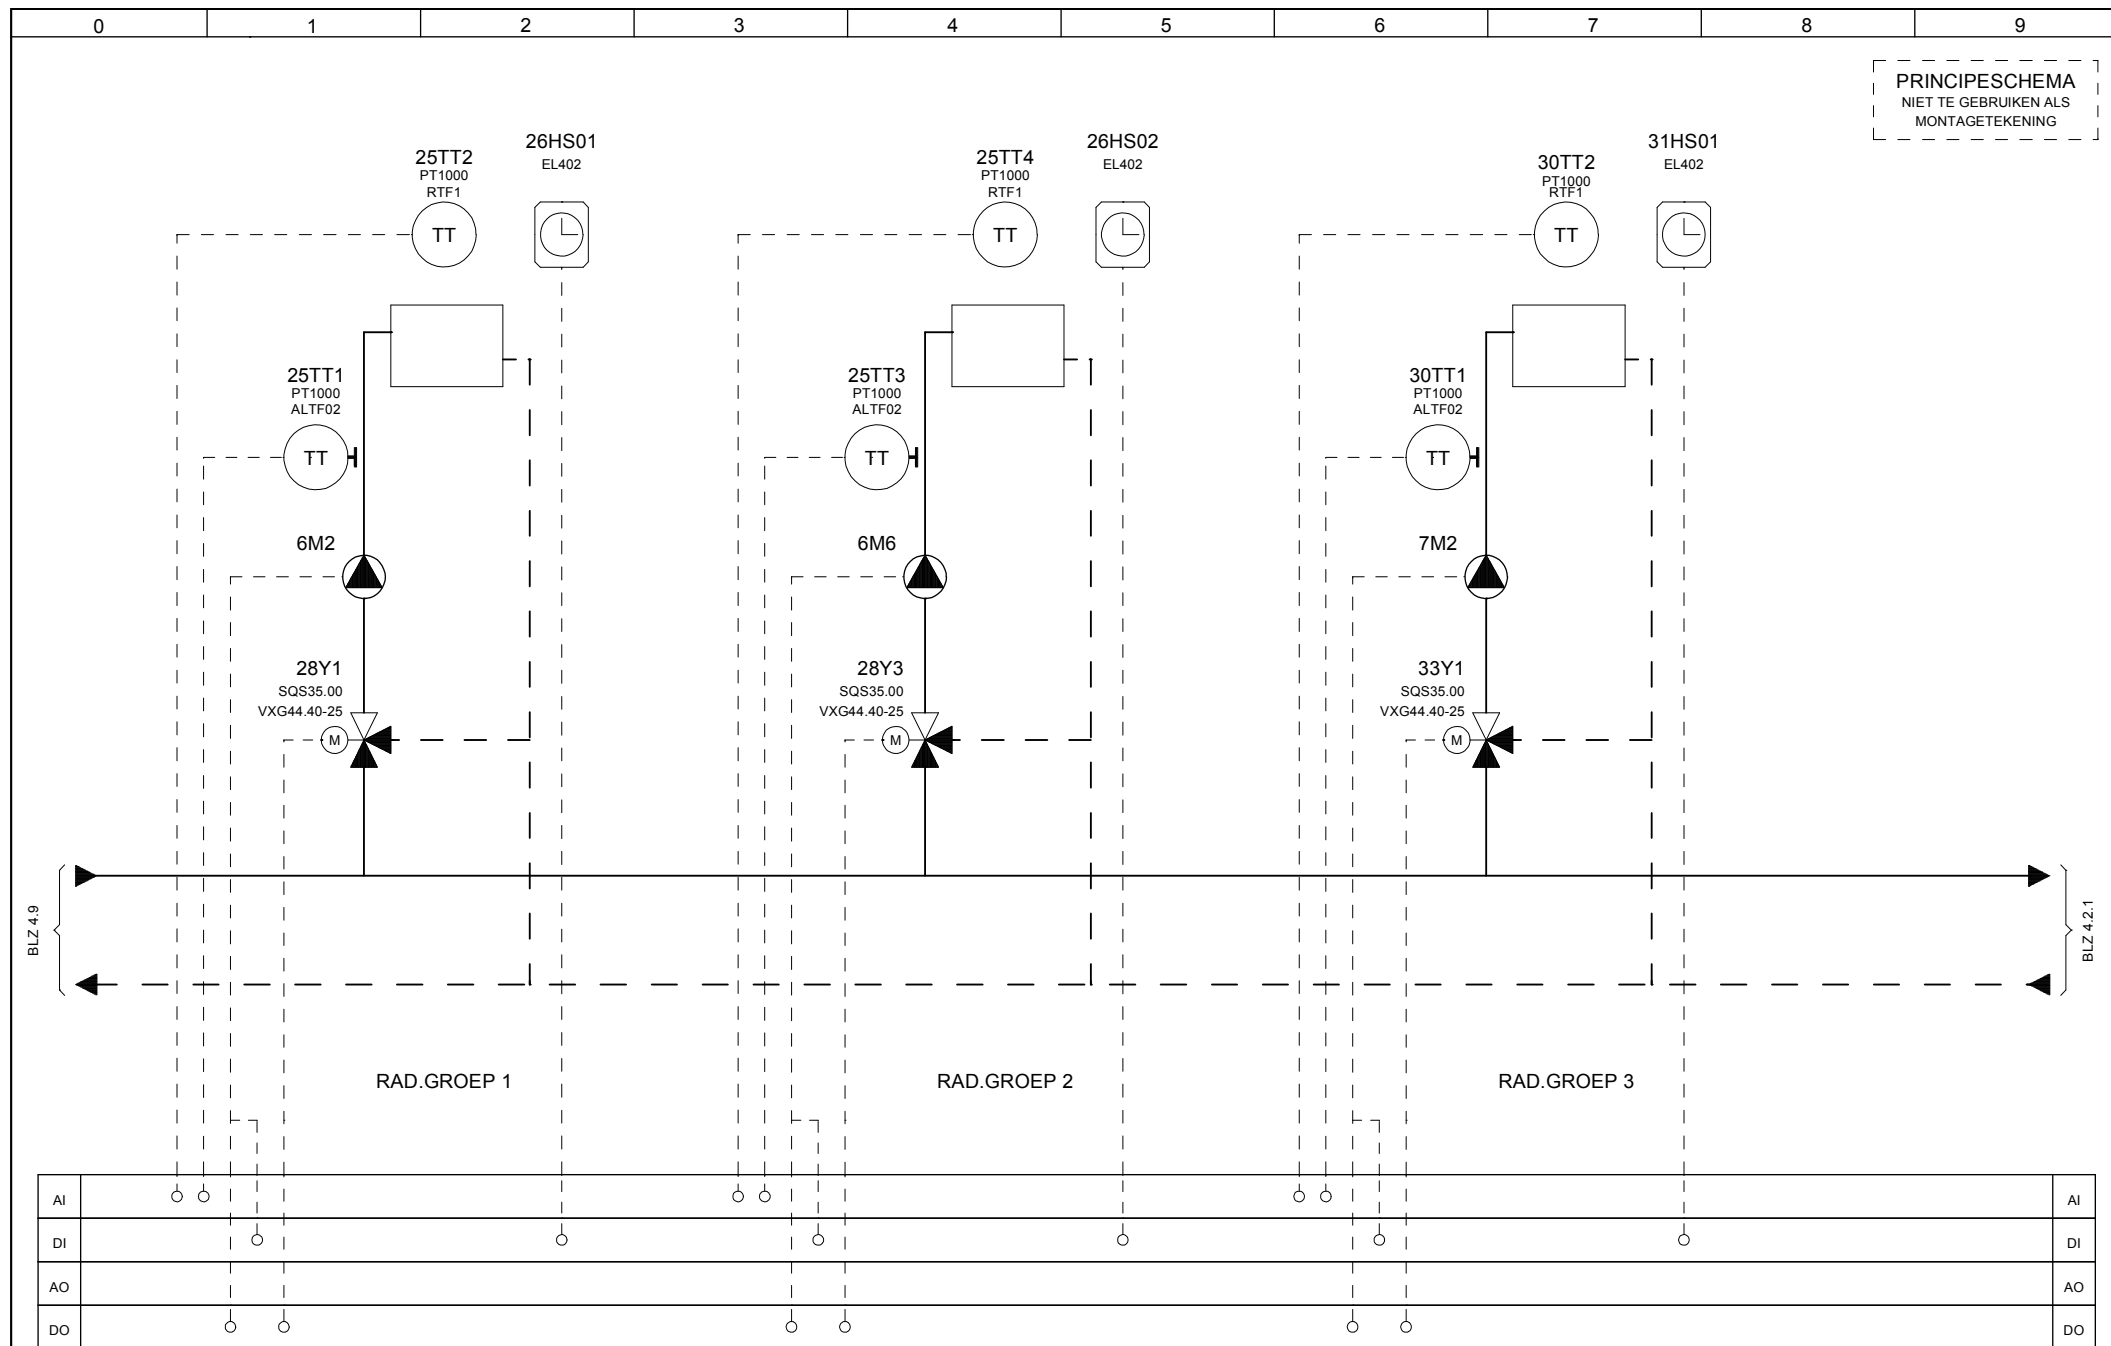 0 1 2 3 4 5 6 7 8 9
PRINCIPESCHEMA
NIET TE GEBRUIKEN ALS
MONTAGETEKENING
25TT2
PT1000
RTF1
TT
26HS01
EL402
25TT4
PT1000
RTF1
TT
26HS02
EL402
30TT2
PT1000
RTF1
TT
31HS01
EL402
25TT1
PT1000
ALTF02
TT
25TT3
PT1000
ALTF02
TT
30TT1
PT1000
ALTF02
TT
6M2
6M6
7M2
28Y1
SQS35.00
VXG44.40-25
M
28Y3
SQS35.00
VXG44.40-25
M
33Y1
SQS35.00
VXG44.40-25
M
BLZ 4.9
BLZ 4.2.1
RAD.GROEP 1
RAD.GROEP 2
RAD.GROEP 3
AI AI
DI DI
AO AO
DO DO